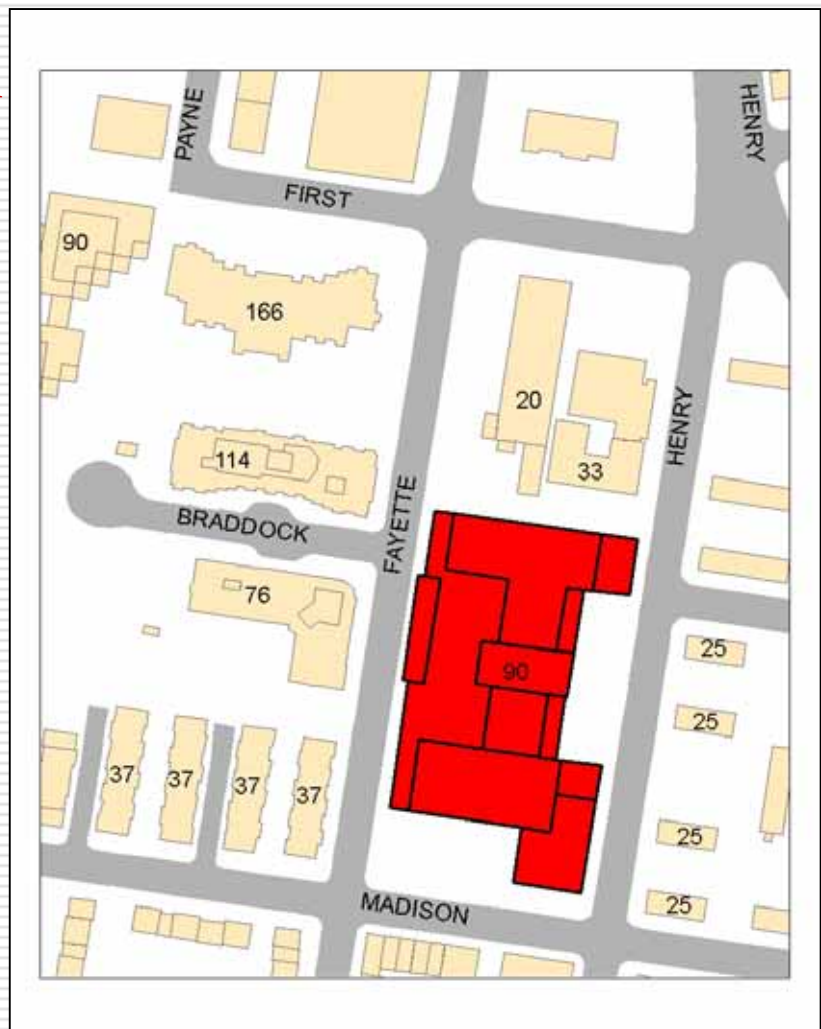 PAYNE
HENRY
FIRST
90
166
20
HENRY
33
114
BRADDOCK
FAYETTE
76
90
25
25
37
37
37
37
25
25
MADISON